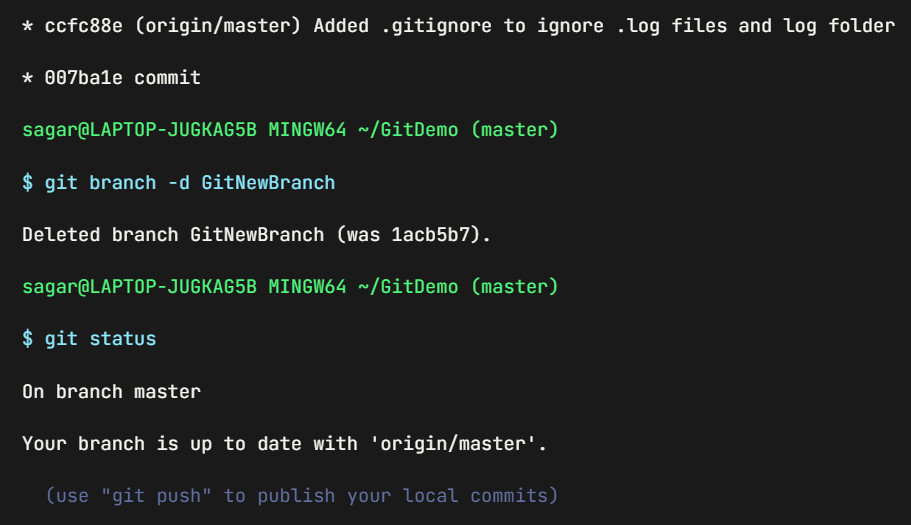 * ccfc88e (origin/master) Added .gitignore to ignore .log files and log folder
* 007ba1e commit
sagar@LAPTOP-JUGKAG5B MINGW64 ~/GitDemo (master)
$ git branch -d GitNewBranch
Deleted branch GitNewBranch (was 1acb5b7).
sagar@LAPTOP-JUGKAG5B MINGW64 ~/GitDemo (master)
$ git status
On branch master
Your branch is up to date with 'origin/master'.
(use "git push" to publish your local commits)